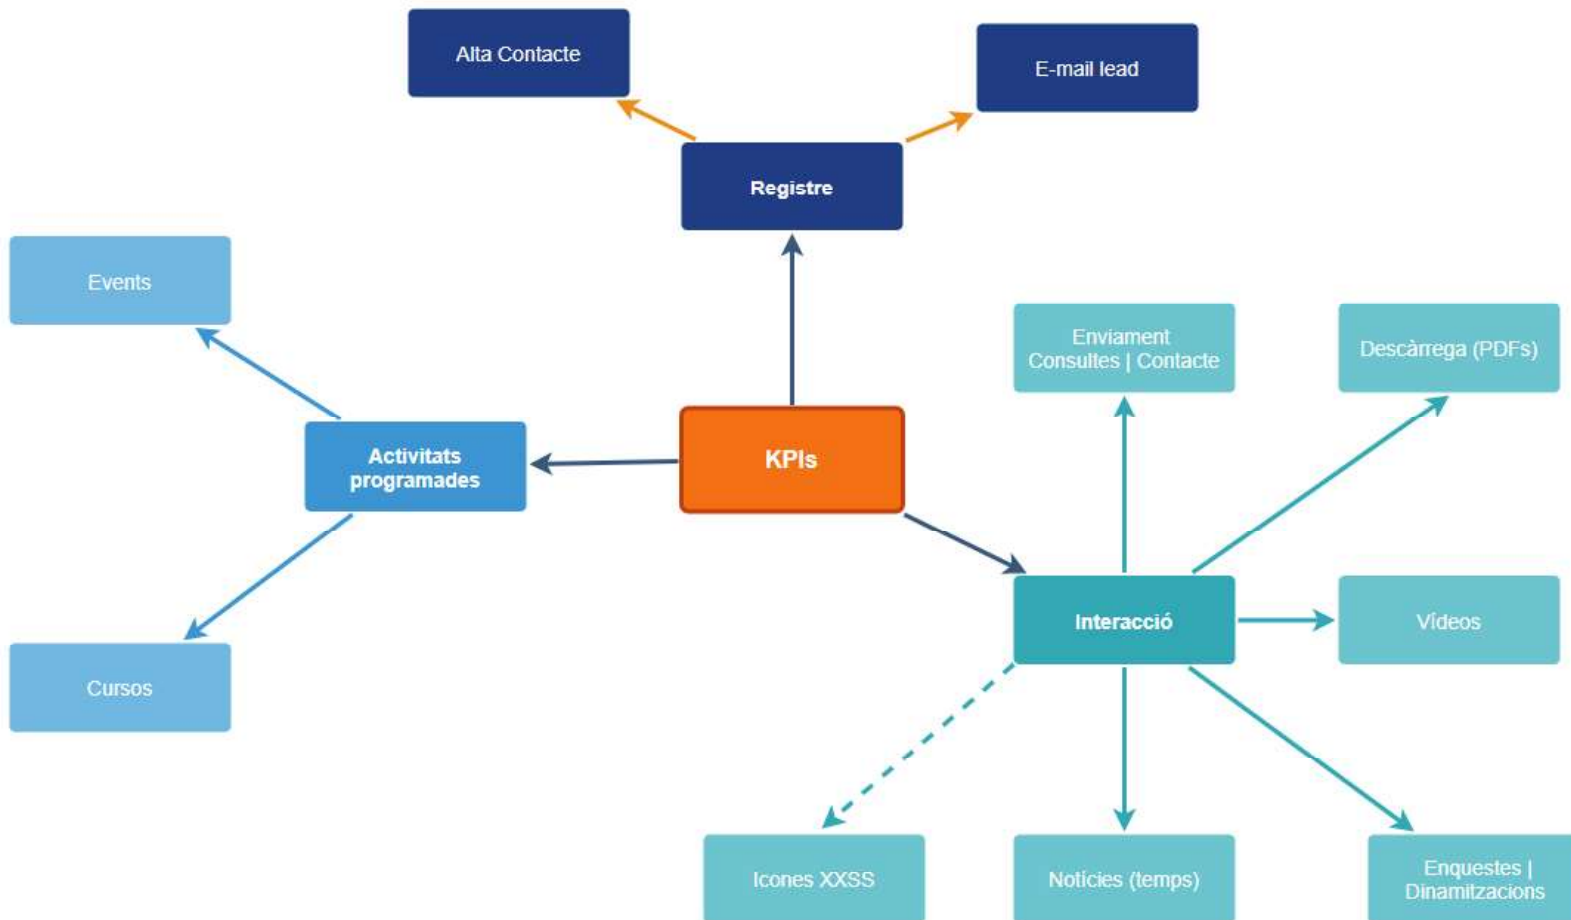 Alta Contacte
E-mail lead
Registre
Events
Enviament
Consultes | Contacte
Descàrrega (PDFs)
Activitats
programades
KPIs
Interacció
Vídeos
Cursos
Icones XXSS
Notícies (temps)
Enquestes |
Dinamitzacions